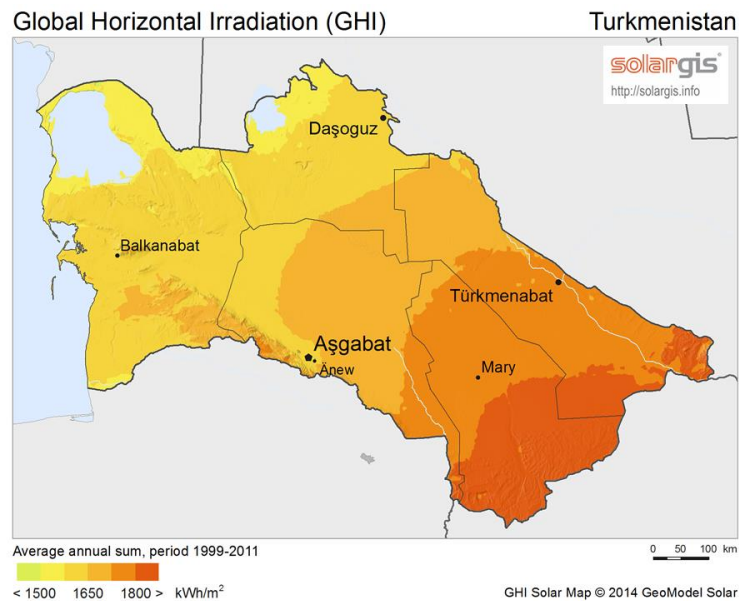 Global Horizontal Irradiation (GHI)
Turkmenistan
solargis®
http://solargis.info
Daşoguz
Balkanabat
Türkmenabat
Aşgabat
Änew
Mary
Average annual sum, period 1999-2011
< 1500 1650 1800 > kWh/m²
0 50 100 km
GHI Solar Map © 2014 GeoModel Solar